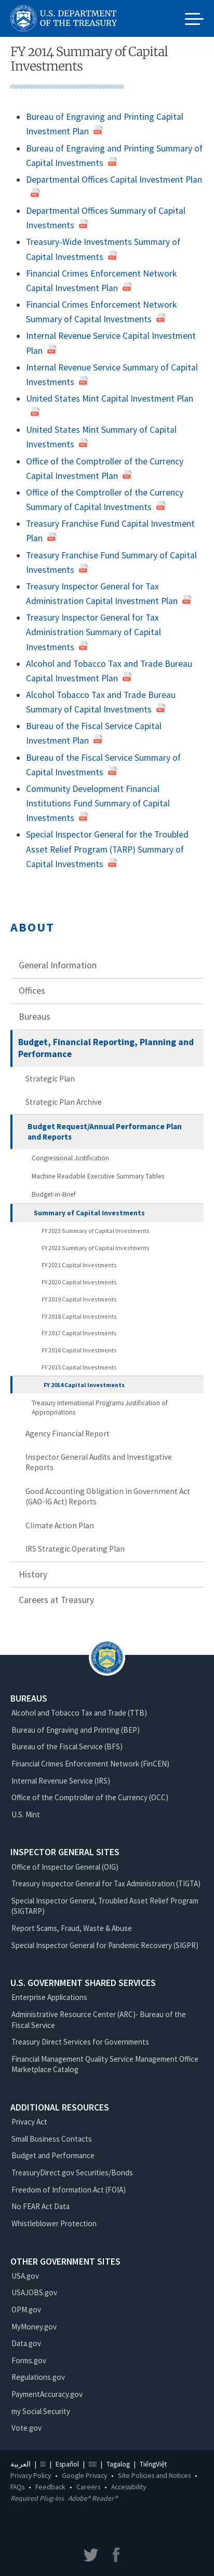 U.S. DEPARTMENT
OF THE TREASURY
FY 2014 Summary of Capital
Investments
Bureau of Engraving and Printing Capital
Investment Plan
Bureau of Engraving and Printing Summary of
Capital Investments
Departmental Offices Capital Investment Plan
Departmental Offices Summary of Capital
Investments
Treasury-Wide Investments Summary of
Capital Investments
Financial Crimes Enforcement Network
Capital Investment Plan
Financial Crimes Enforcement Network
Summary of Capital Investments
Internal Revenue Service Capital Investment
Plan
Internal Revenue Service Summary of Capital
Investments
United States Mint Capital Investment Plan
United States Mint Summary of Capital
Investments
Office of the Comptroller of the Currency
Capital Investment Plan
Office of the Comptroller of the Currency
Summary of Capital Investments
Treasury Franchise Fund Capital Investment
Plan
Treasury Franchise Fund Summary of Capital
Investments
Treasury Inspector General for Tax
Administration Capital Investment Plan
Treasury Inspector General for Tax
Administration Summary of Capital
Investments
Alcohol and Tobacco Tax and Trade Bureau
Capital Investment Plan
Alcohol Tobacco Tax and Trade Bureau
Summary of Capital Investments
Bureau of the Fiscal Service Capital
Investment Plan
Bureau of the Fiscal Service Summary of
Capital Investments
Community Development Financial
Institutions Fund Summary of Capital
Investments
Special Inspector General for the Troubled
Asset Relief Program (TARP) Summary of
Capital Investments
ABOUT
General Information
Offices
Bureaus
Budget, Financial Reporting, Planning and
Performance
Strategic Plan
Strategic Plan Archive
Budget Request/Annual Performance Plan
and Reports
Congressional Justification
Machine Readable Executive Summary Tables
Budget-in-Brief
Summary of Capital Investments
FY 2023 Summary of Capital Investments
FY 2022 Summary of Capital Investments
FY 2021 Capital Investments
FY 2020 Capital Investments
FY 2019 Capital Investments
FY 2018 Capital Investments
FY 2017 Capital Investments
FY 2016 Capital Investments
FY 2015 Capital Investments
FY 2014 Capital Investments
Treasury International Programs Justification of
Appropriations
Agency Financial Report
Inspector General Audits and Investigative
Reports
Good Accounting Obligation in Government Act
(GAO-IG Act) Reports
Climate Action Plan
IRS Strategic Operating Plan
History
Careers at Treasury
BUREAUS
Alcohol and Tobacco Tax and Trade (TTB)
Bureau of Engraving and Printing (BEP)
Bureau of the Fiscal Service (BFS)
Financial Crimes Enforcement Network (FinCEN)
Internal Revenue Service (IRS)
Office of the Comptroller of the Currency (OCC)
U.S. Mint
INSPECTOR GENERAL SITES
Office of Inspector General (OIG)
Treasury Inspector General for Tax Administration (TIGTA)
Special Inspector General, Troubled Asset Relief Program
(SIGTARP)
Report Scams, Fraud, Waste & Abuse
Special Inspector General for Pandemic Recovery (SIGPR)
U.S. GOVERNMENT SHARED SERVICES
Enterprise Applications
Administrative Resource Center (ARC)- Bureau of the
Fiscal Service
Treasury Direct Services for Governments
Financial Management Quality Service Management Office
Marketplace Catalog
ADDITIONAL RESOURCES
Privacy Act
Small Business Contacts
Budget and Performance
TreasuryDirect.gov Securities/Bonds
Freedom of Information Act (FOIA)
No FEAR Act Data
Whistleblower Protection
OTHER GOVERNMENT SITES
USA.gov
USAJOBS.gov
OPM.gov
MyMoney.gov
Data.gov
Forms.gov
Regulations.gov
PaymentAccuracy.gov
my Social Security
Vote.gov
العربية | | Español | | Tagalog | TiếngViệt
Privacy Policy • Google Privacy • Site Policies and Notices •
FAQs • Feedback • Careers • Accessibility
Required Plug-ins Adobe® Reader®